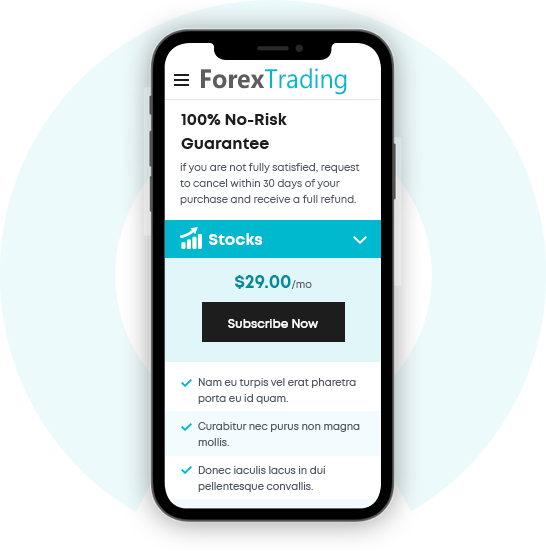 ForexTrading
100% No-Risk
Guarantee
if you are not fully satisfied, request
to cancel within 30 days of your
purchase and receive a full refund.
Stocks
$29.00/mo
Subscribe Now
Nam eu turpis vel erat pharetra
porta eu id quam.
Curabitur nec purus non magna
mollis.
Donec iaculis lacus in dui
pellentesque convallis.